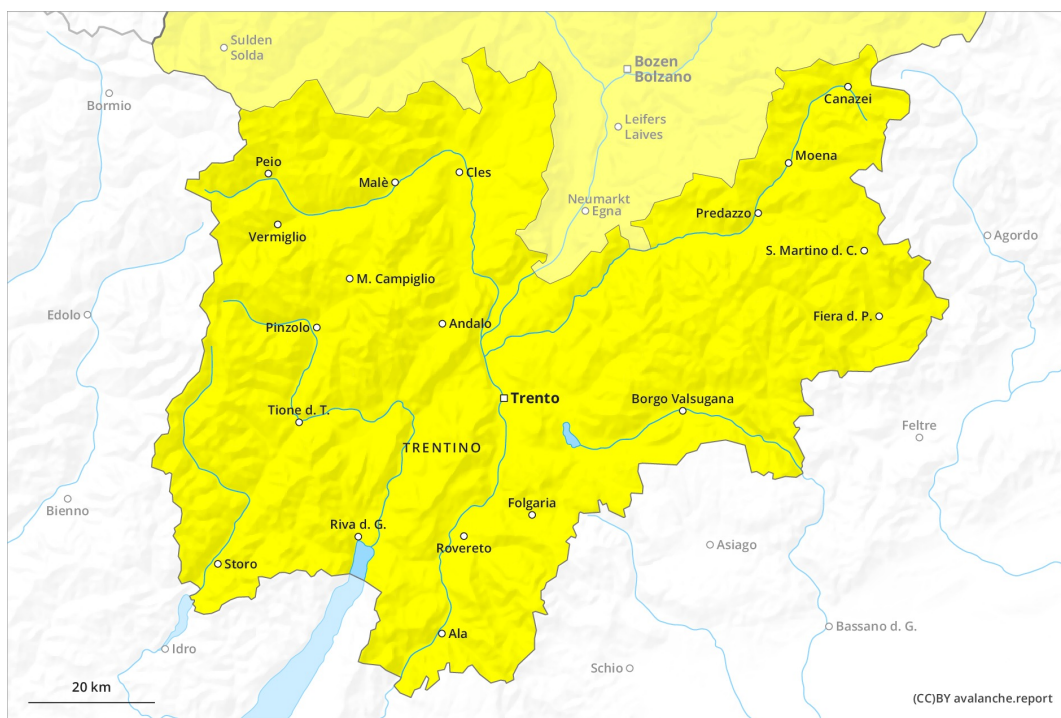 Sulden
Solda
Bozen
Bolzano
Bormio
Canazei
Leifers
Laives
Peio
Malè
Cles
Moena
Neumarkt
Egna
Predazzo
Vermiglio
Agordo
S. Martino d. C.
M. Campiglio
Edolo
Pinzolo
Andalo
Fiera d. P.
Trento
Borgo Valsugana
Tione d. T.
Feltre
TRENTINO
Bienno
Folgaria
Riva d. G.
Rovereto
Asiago
Storo
Ala
Bassano d. G.
Idro
Schio
20 km
(CC)BY avalanche.report